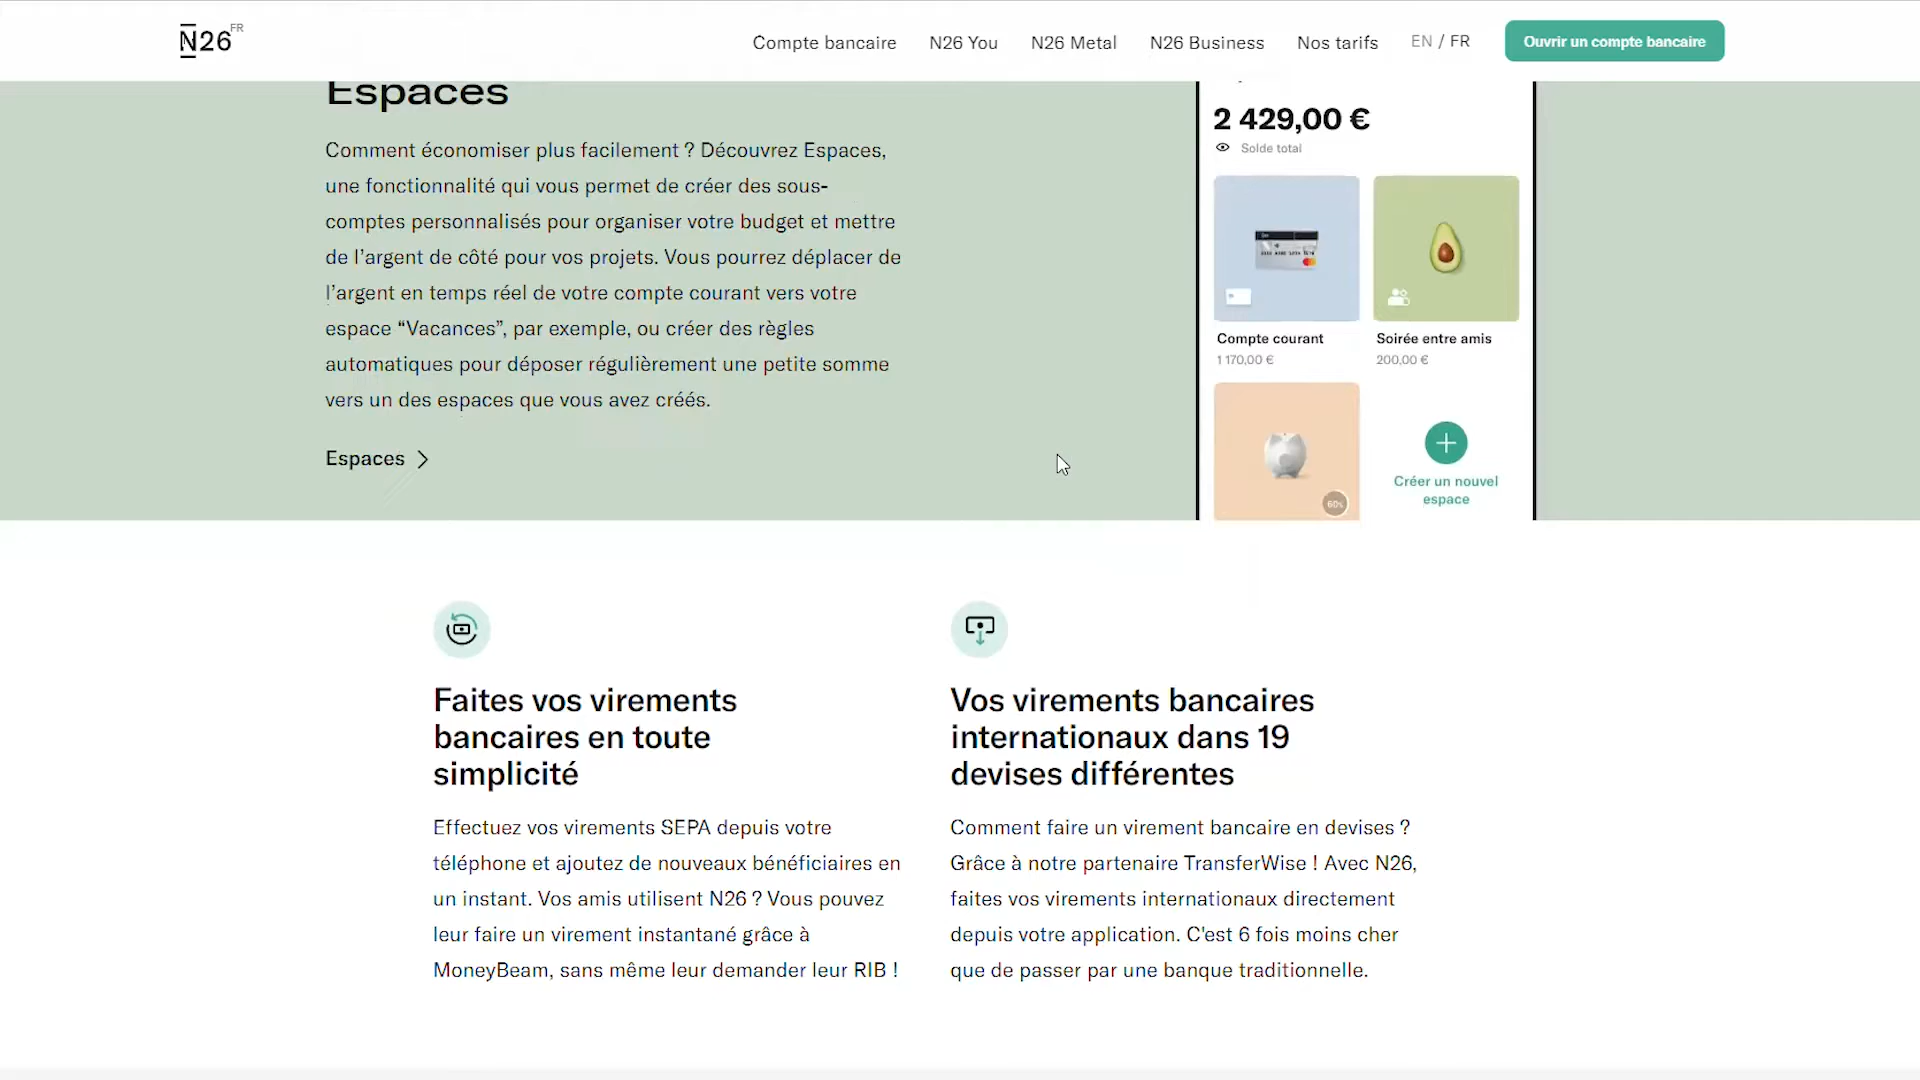 N26 FR
Compte bancaire
N26 You
N26 Metal
N26 Business
Nos tarifs
EN / FR
Ouvrir un compte bancaire
Espaces
Comment économiser plus facilement ? Découvrez Espaces,
une fonctionnalité qui vous permet de créer des sous-
comptes personnalisés pour organiser votre budget et mettre
de l’argent de côté pour vos projets. Vous pourrez déplacer de
l’argent en temps réel de votre compte courant vers votre
espace “Vacances”, par exemple, ou créer des règles
automatiques pour déposer régulièrement une petite somme
vers un des espaces que vous avez créés.
Espaces
2 429,00 €
Solde total
Compte courant
1 170,00 €
Soirée entre amis
200,00 €
60%
Créer un nouvel
espace
Faites vos virements
bancaires en toute
simplicité
Effectuez vos virements SEPA depuis votre
téléphone et ajoutez de nouveaux bénéficiaires en
un instant. Vos amis utilisent N26 ? Vous pouvez
leur faire un virement instantané grâce à
MoneyBeam, sans même leur demander leur RIB !
Vos virements bancaires
internationaux dans 19
devises différentes
Comment faire un virement bancaire en devises ?
Grâce à notre partenaire TransferWise ! Avec N26,
faites vos virements internationaux directement
depuis votre application. C'est 6 fois moins cher
que de passer par une banque traditionnelle.